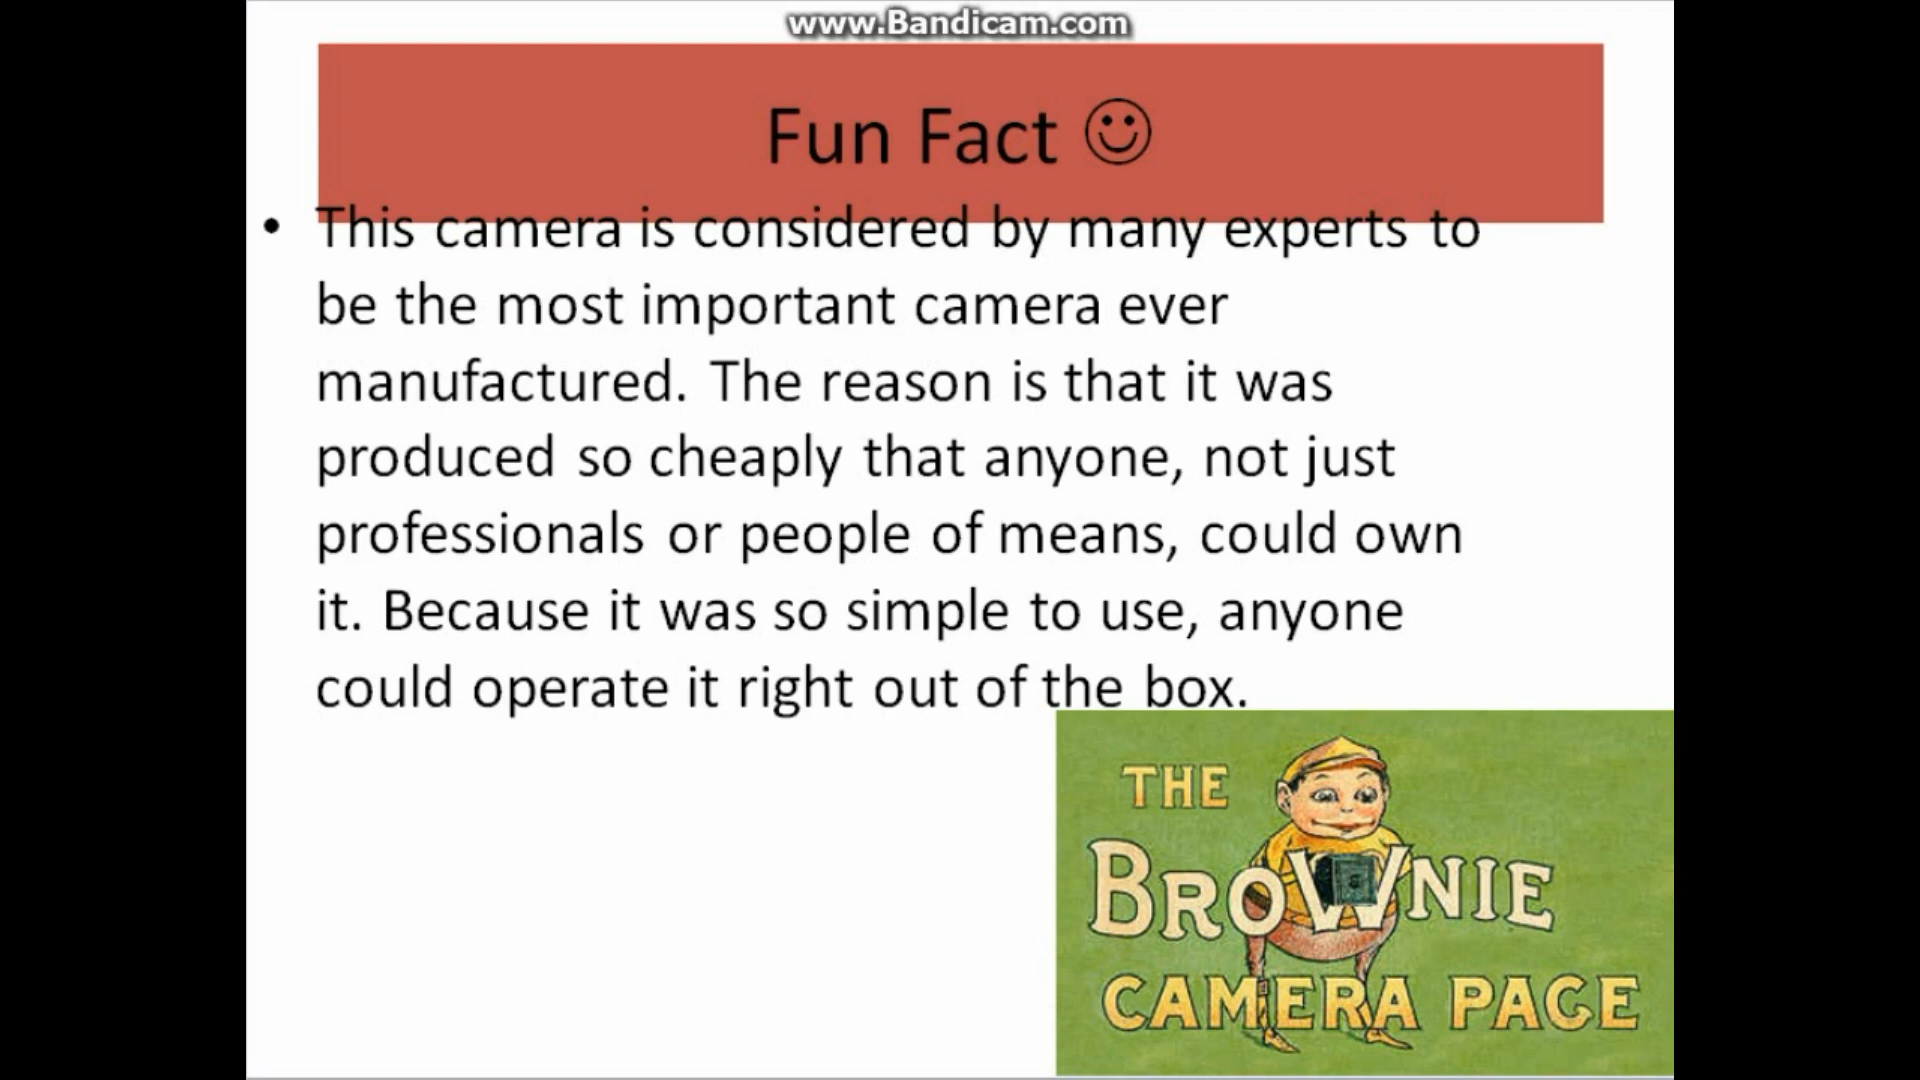 www.Bandicam.com
Fun Fact ☺
• This camera is considered by many experts to
be the most important camera ever
manufactured. The reason is that it was
produced so cheaply that anyone, not just
professionals or people of means, could own
it. Because it was so simple to use, anyone
could operate it right out of the box.
THE
BROWNIE
CAMERA PAGE